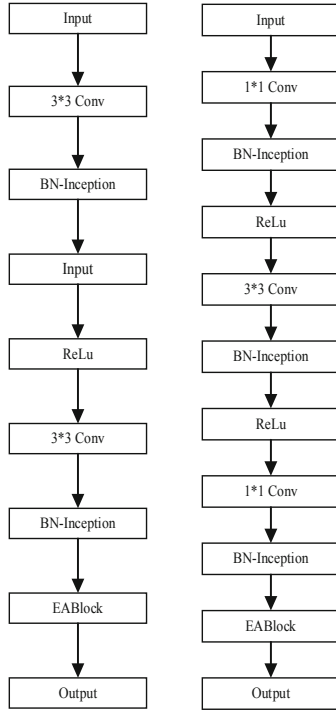 Input
3*3 Conv
BN-Inception
Input
ReLu
3*3 Conv
BN-Inception
EABlock
Output
Input
1*1 Conv
BN-Inception
ReLu
3*3 Conv
BN-Inception
ReLu
1*1 Conv
BN-Inception
EABlock
Output